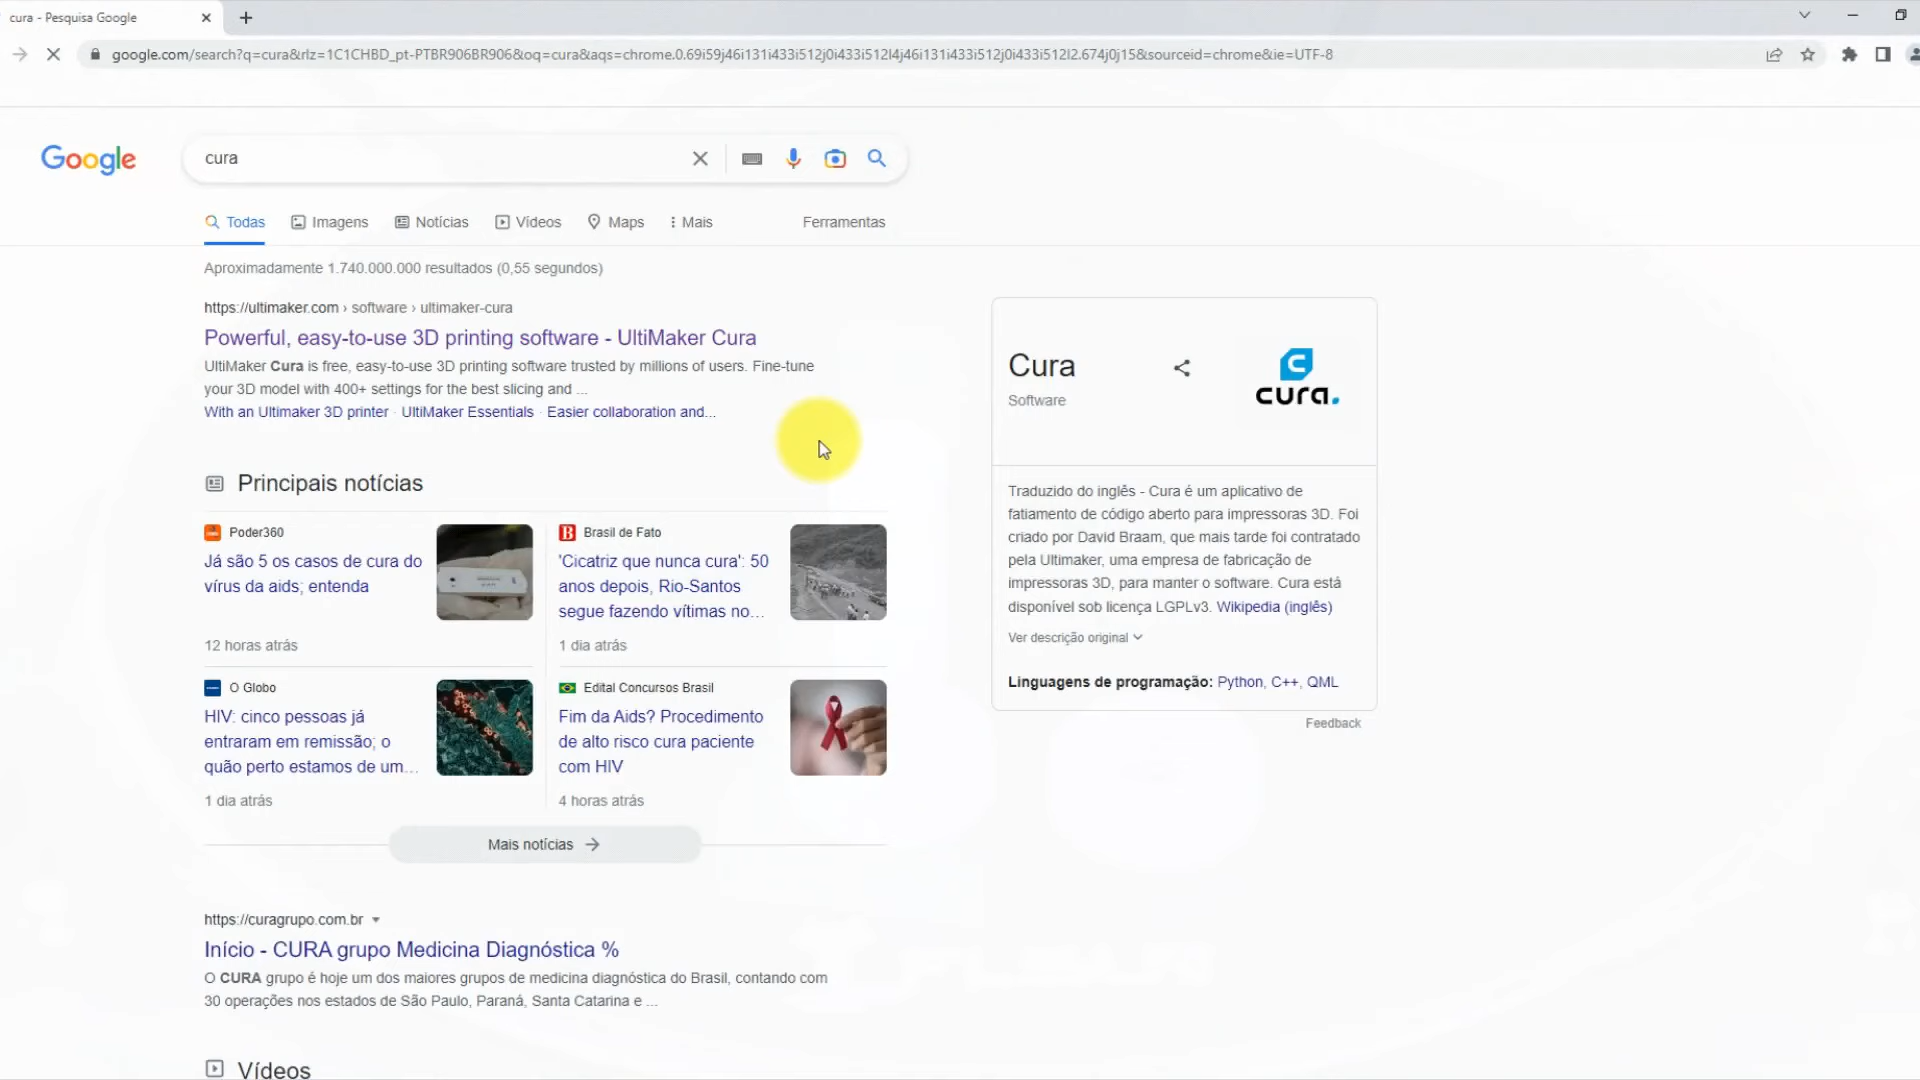 cura - Pesquisa Google
google.com/search?q=cura&rlz=1C1CHBD_pt-PTBR906BR906&oq=cura&aqs=chrome.0.69i59j46i131i433i512j0i433i512l4j46i131i433i512j0i433i512l2.674j0j15&sourceid=chrome&ie=UTF-8
Google
cura
Todas Imagens Notícias Vídeos Maps Mais Ferramentas
Aproximadamente 1.740.000.000 resultados (0,55 segundos)
https://ultimaker.com › software › ultimaker-cura
Powerful, easy-to-use 3D printing software - UltiMaker Cura
UltiMaker Cura is free, easy-to-use 3D printing software trusted by millions of users. Fine-tune
your 3D model with 400+ settings for the best slicing and ...
With an Ultimaker 3D printer · UltiMaker Essentials · Easier collaboration and...
Principais notícias
Poder360
Já são 5 os casos de cura do
vírus da aids; entenda
12 horas atrás
Brasil de Fato
'Cicatriz que nunca cura': 50
anos depois, Rio-Santos
segue fazendo vítimas no...
1 dia atrás
O Globo
HIV: cinco pessoas já
entraram em remissão; o
quão perto estamos de um...
1 dia atrás
Edital Concursos Brasil
Fim da Aids? Procedimento
de alto risco cura paciente
com HIV
4 horas atrás
Mais notícias
https://curagrupo.com.br
Início - CURA grupo Medicina Diagnóstica %
O CURA grupo é hoje um dos maiores grupos de medicina diagnóstica do Brasil, contando com
30 operações nos estados de São Paulo, Paraná, Santa Catarina e ...
Vídeos
Cura
Software
cura.
Traduzido do inglês - Cura é um aplicativo de
fatiamento de código aberto para impressoras 3D. Foi
criado por David Braam, que mais tarde foi contratado
pela Ultimaker, uma empresa de fabricação de
impressoras 3D, para manter o software. Cura está
disponível sob licença LGPLv3. Wikipedia (inglês)
Ver descrição original
Linguagens de programação: Python, C++, QML
Feedback